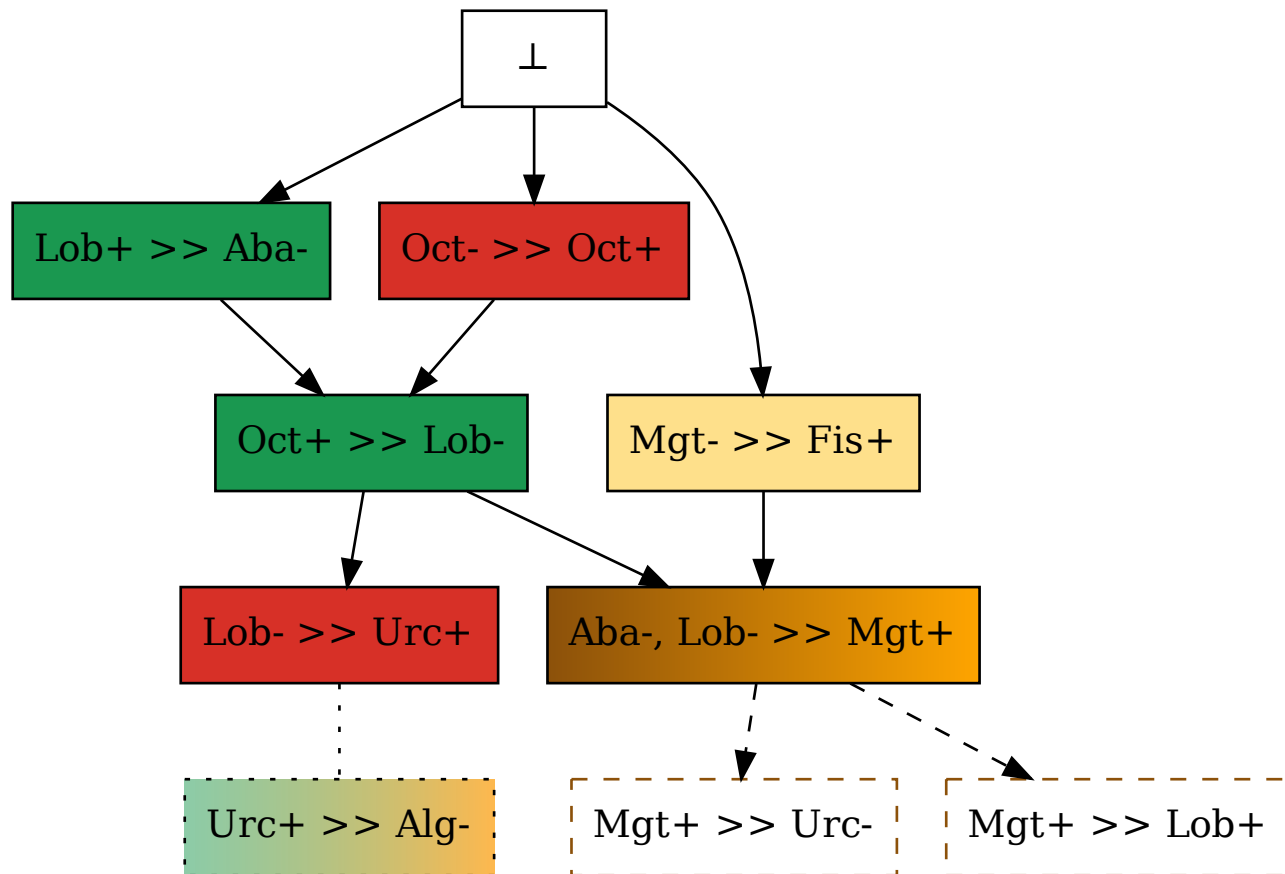 ⊥
Lob+ >> Aba-
Oct- >> Oct+
Oct+ >> Lob-
Mgt- >> Fis+
Lob- >> Urc+
Aba-, Lob- >> Mgt+
Urc+ >> Alg-
Mgt+ >> Urc-
Mgt+ >> Lob+